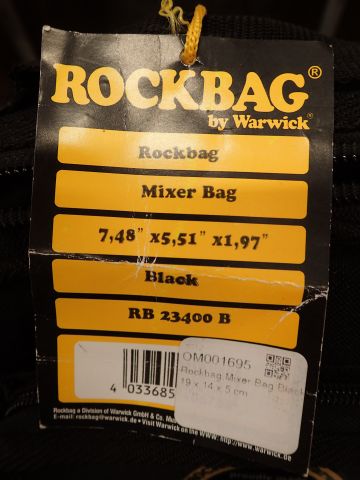 ROCKBAG®
by Warwick®
Rockbag
Mixer Bag
7,48" x5,51" x1,97"
Black
RB 23400 B
OM001695
Rockbag Mixer Bag Black
19 x 14 x 5 cm
4 033685
Rockbag a Division of Warwick GmbH & Co. Mus
E-mail: rockbag@warwick.de • Visit Warwick on the www: http://www.warwick.de